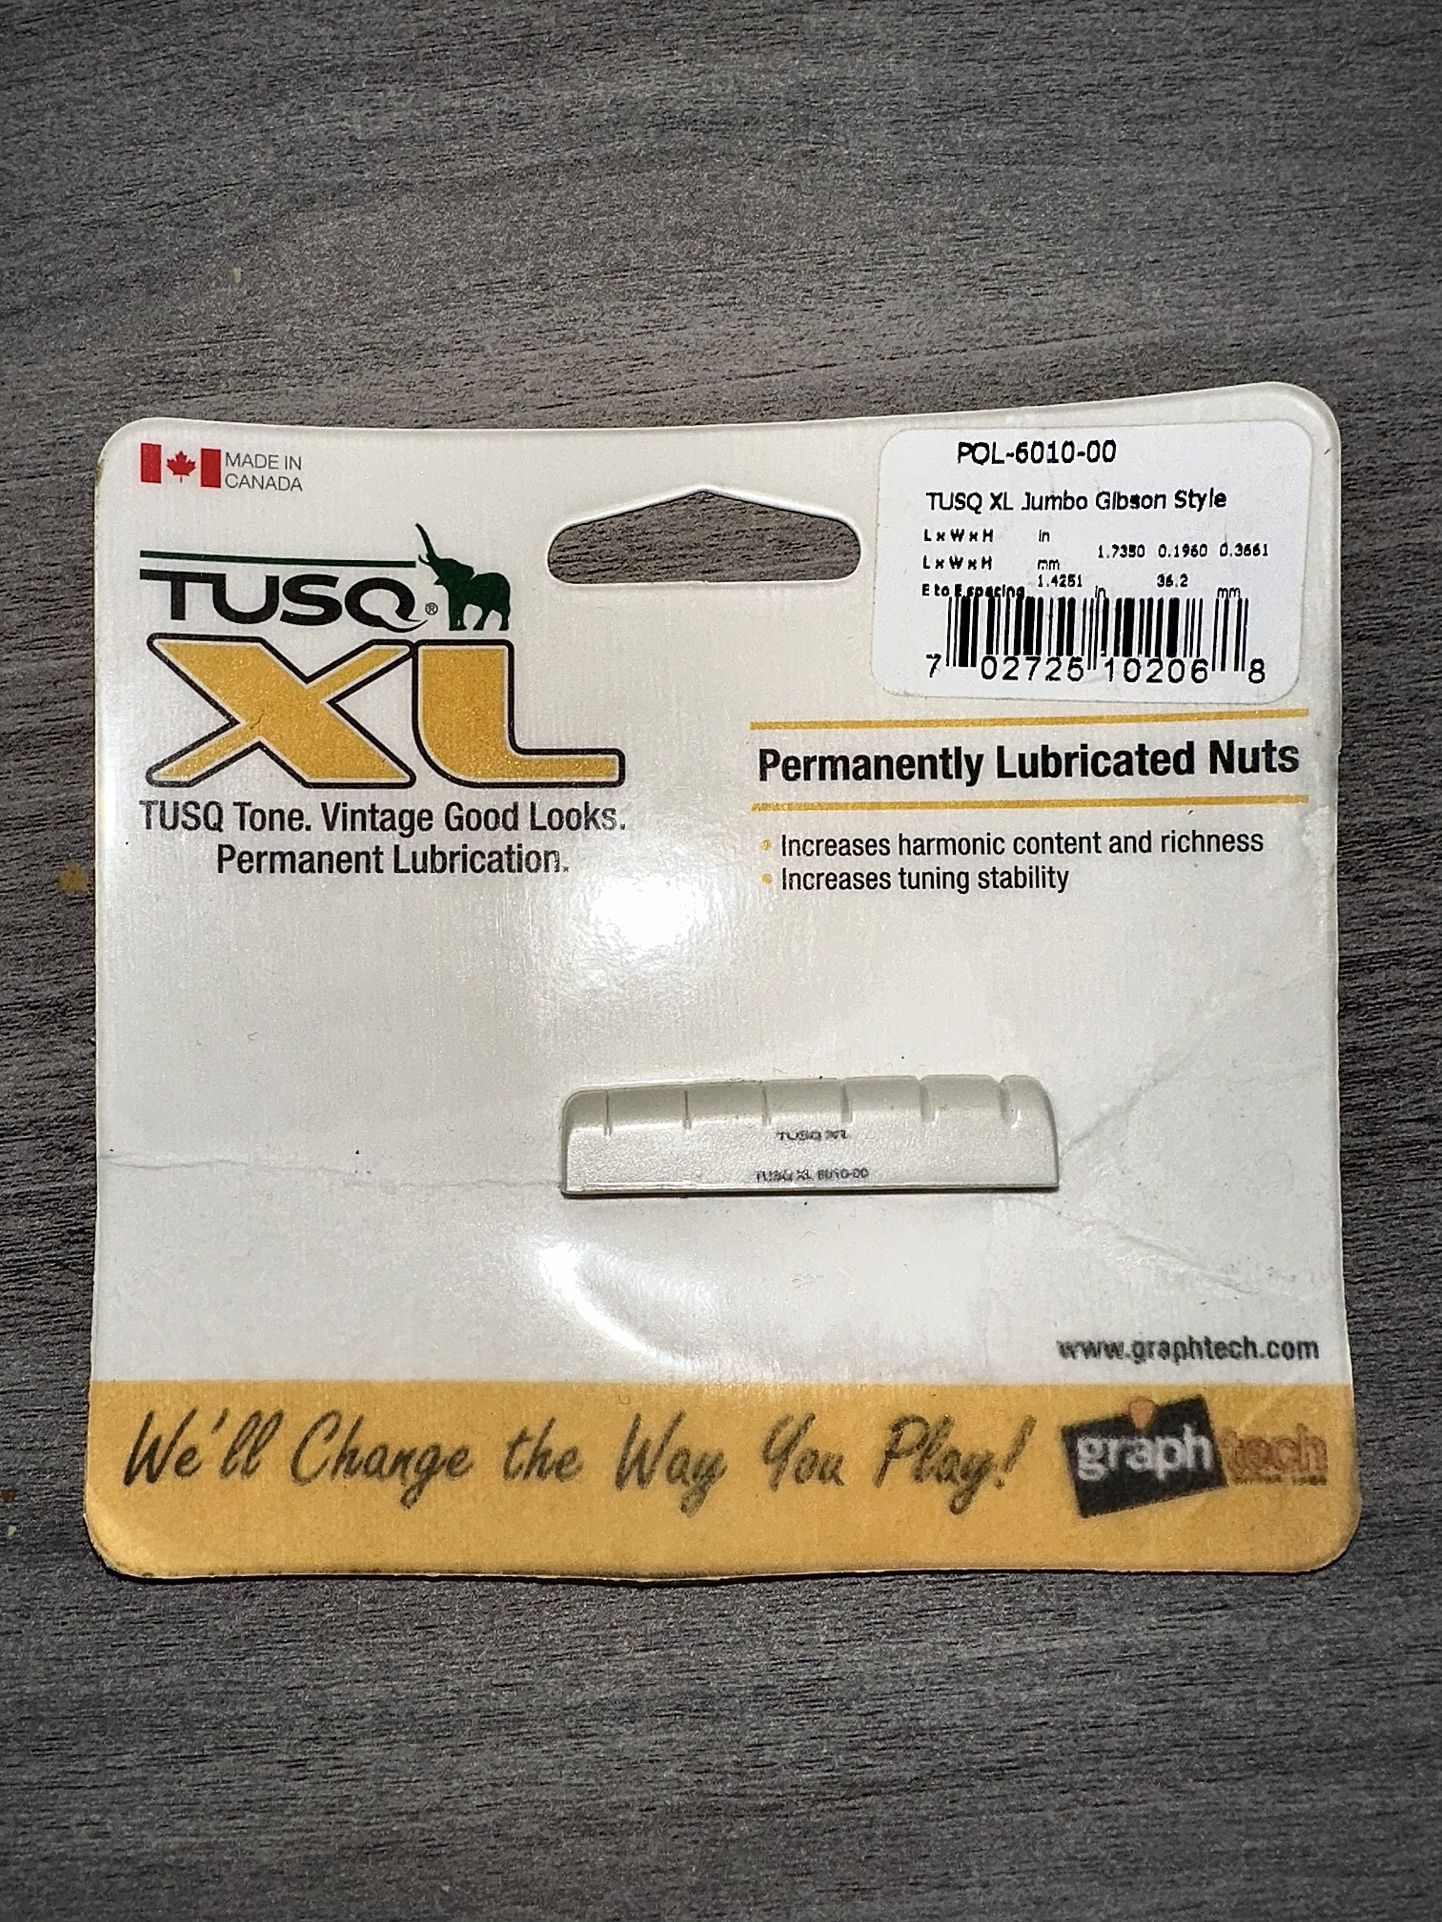 MADE IN
CANADA
TUSQ®
XL
TUSQ Tone. Vintage Good Looks.
Permanent Lubrication.
PQL-6010-00
TUSQ XL Jumbo Gibson Style
L x W x H in
1.7350 0.1960 0.3661
L x W x H mm
E to E spacing 1.4251 in 36.2 mm
7 02725 10206 8
Permanently Lubricated Nuts
• Increases harmonic content and richness
• Increases tuning stability
TUSQ XL
TUSQ XL 6010-00
www.graphtech.com
We'll Change the Way You Play!
graphtech